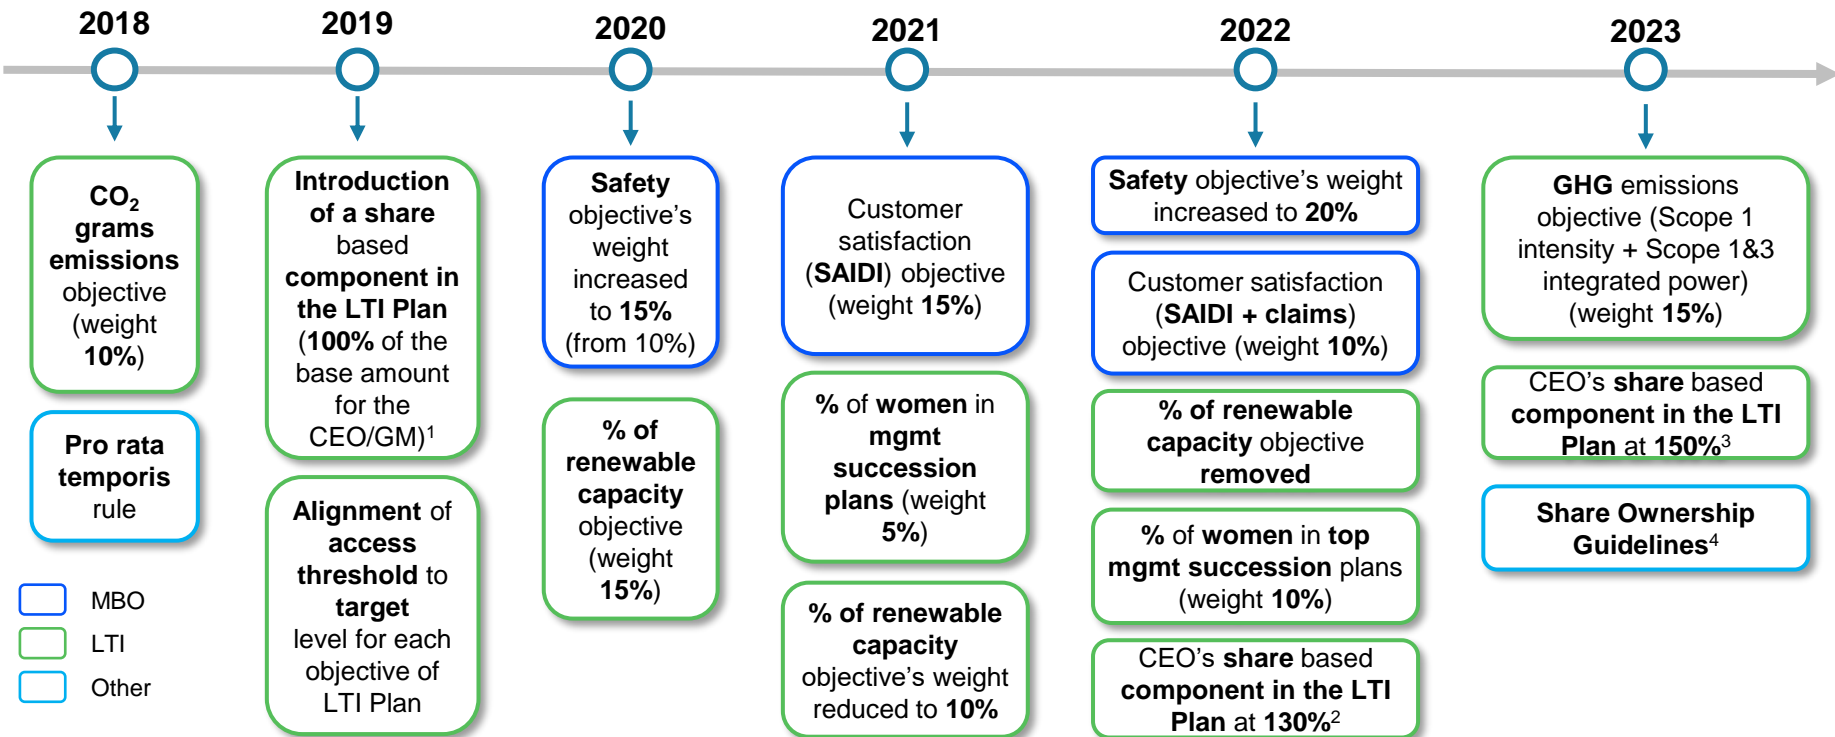 2018
2019
2020
2021
2022
2023
CO2
grams
emissions
objective
(weight
10%)
Pro rata
temporis
rule
Introduction
of a share
based
component in
the LTI Plan
(100% of the
base amount
for the
CEO/GM)1
Alignment of
access
threshold to
target
level for each
objective of
LTI Plan
Safety
objective’s
weight
increased
to 15%
(from 10%)
% of
renewable
capacity
objective
(weight
15%)
Customer
satisfaction
(SAIDI) objective
(weight 15%)
% of women in
mgmt
succession
plans (weight
5%)
% of renewable
capacity
objective’s weight
reduced to 10%
Safety objective’s weight
increased to 20%
Customer satisfaction
(SAIDI + claims)
objective (weight 10%)
% of renewable
capacity objective
removed
% of women in top
mgmt succession plans
(weight 10%)
CEO’s share based
component in the LTI
Plan at 130%2
GHG emissions
objective (Scope 1
intensity + Scope 1&3
integrated power)
(weight 15%)
CEO’s share based
component in the LTI
Plan at 150%3
Share Ownership
Guidelines4
MBO
LTI
Other